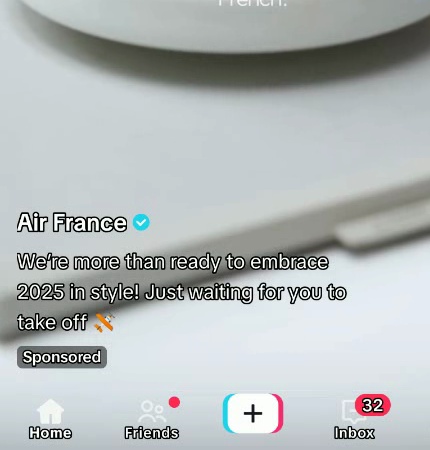 French.
Air France
We're more than ready to embrace
2025 in style! Just waiting for you to
take off
Sponsored
32
Home
Friends
Inbox